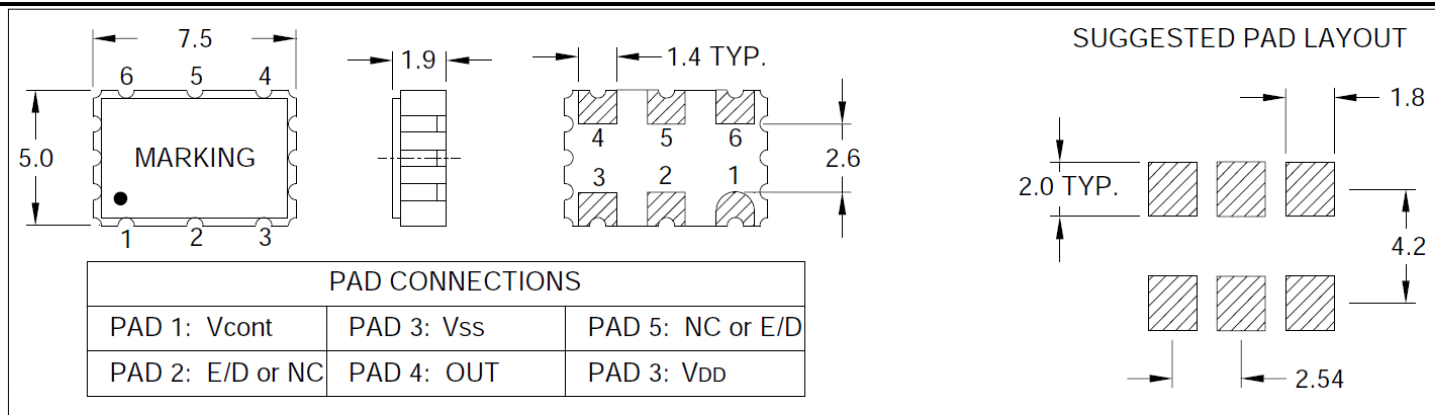 7.5
6 5 4
5.0
MARKING
1 2 3
1.9
1.4 TYP.
4 5 6
3 2 1
2.6
SUGGESTED PAD LAYOUT
1.8
2.0 TYP.
4.2
2.54
PAD CONNECTIONS
PAD 1: Vcont PAD 3: Vss PAD 5: NC or E/D
PAD 2: E/D or NC PAD 4: OUT PAD 3: VDD